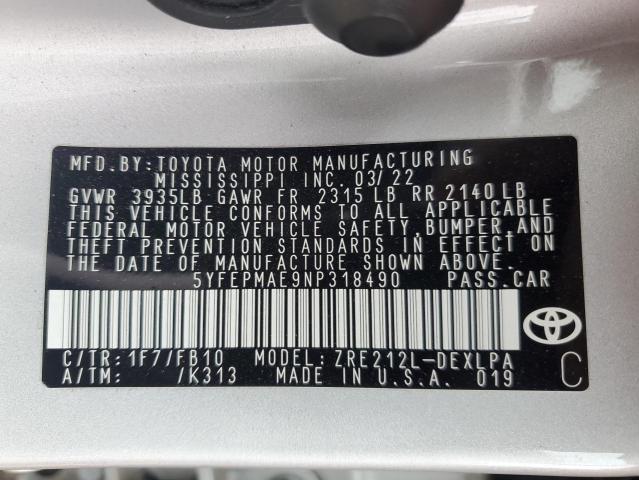 MFD.BY:TOYOTA MOTOR MANUFACTURING
MISSISSIPPI INC. 03/22
GVWR 3935LB GAWR FR 2315 LB RR 2140 LB
THIS VEHICLE CONFORMS TO ALL APPLICABLE
FEDERAL MOTOR VEHICLE SAFETY, BUMPER, AND
THEFT PREVENTION STANDARDS IN EFFECT ON
THE DATE OF MANUFACTURE SHOWN ABOVE.
5YFEPMAE9NP318490 PASS.CAR
C/TR:1F7/FB10 MODEL: ZRE212L-DEXLPA
A/TM: /K313 MADE IN U.S.A. 019 C